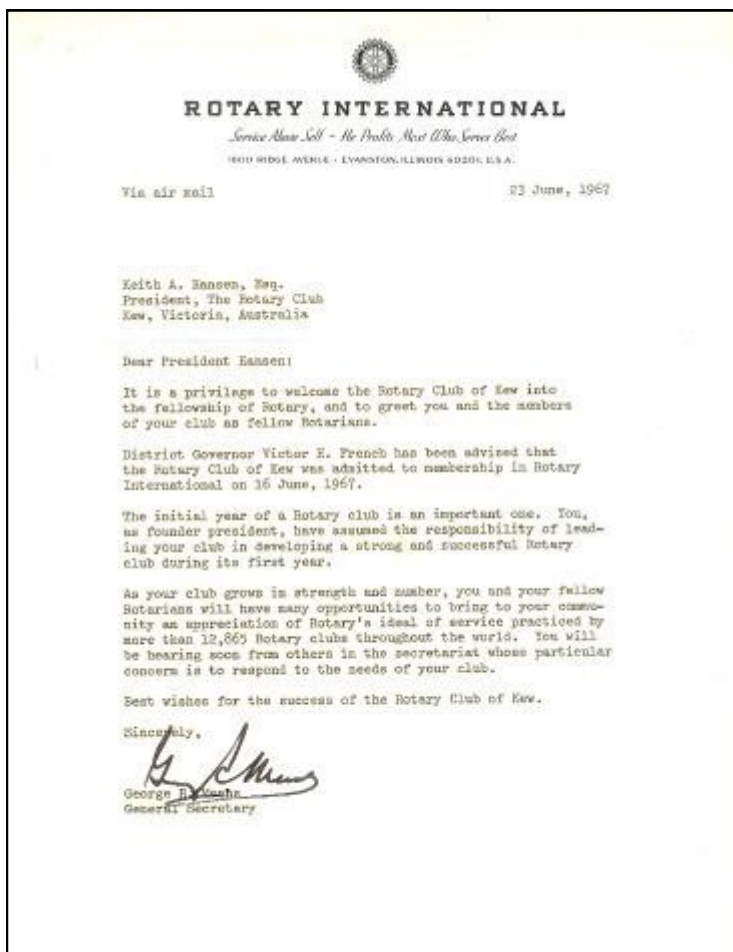 ROTARY INTERNATIONAL
Service Above Self - He Profits Most Who Serves Best
1600 RIDGE AVENUE • EVANSTON, ILLINOIS 60201, U.S.A.
Via air mail 23 June, 1967
Keith A. Hansen, Esq.
President, The Rotary Club
Kew, Victoria, Australia
Dear President Hansen:
It is a privilege to welcome the Rotary Club of Kew into
the fellowship of Rotary, and to greet you and the members
of your club as fellow Rotarians.
District Governor Victor E. French has been advised that
the Rotary Club of Kew was admitted to membership in Rotary
International on 16 June, 1967.
The initial year of a Rotary club is an important one. You,
as founder president, have assumed the responsibility of lead-
ing your club in developing a strong and successful Rotary
club during its first year.
As your club grows in strength and number, you and your fellow
Rotarians will have many opportunities to bring to your commu-
nity an appreciation of Rotary's ideal of service practiced by
more than 12,865 Rotary clubs throughout the world. You will
be hearing soon from others in the secretariat whose particular
concern is to respond to the needs of your club.
Best wishes for the success of the Rotary Club of Kew.
Sincerely,
George R. Means
General Secretary